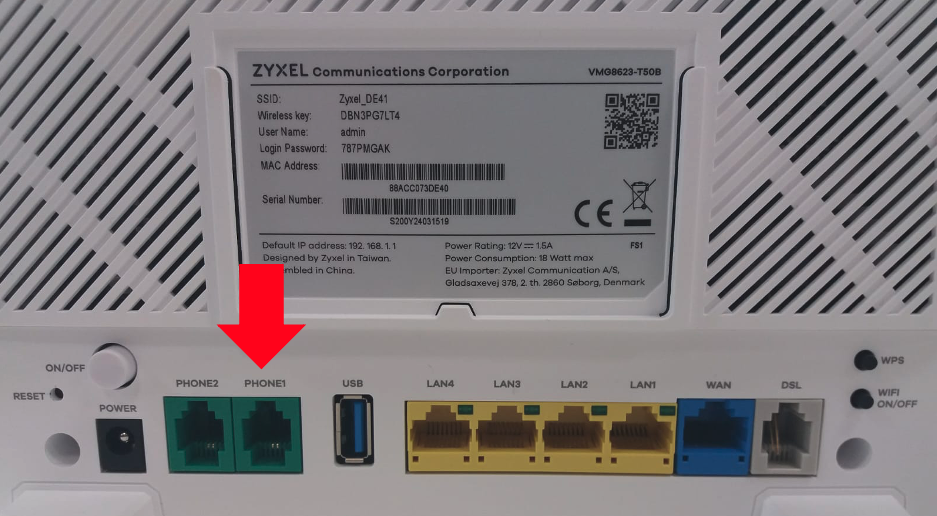 ZYXEL Communications Corporation VMG8623-T50B
SSID: Zyxel_DE41
Wireless key: DBN3PG7LT4
User Name: admin
Login Password: 787PMGAK
MAC Address:
88ACC073DE40
Serial Number:
S200Y24031519
CE
Default IP address: 192. 168. 1. 1
Designed by Zyxel in Taiwan.
embled in China.
Power Rating: 12V 1.5A FS1
Power Consumption: 18 Watt max
EU Importer: Zyxel Communication A/S,
Gladsaxevej 378, 2. th. 2860 Søborg, Denmark
ON/OFF
RESET
POWER
PHONE2 PHONE1 USB LAN4 LAN3 LAN2 LAN1 WAN DSL
WPS
WIFI
ON/OFF